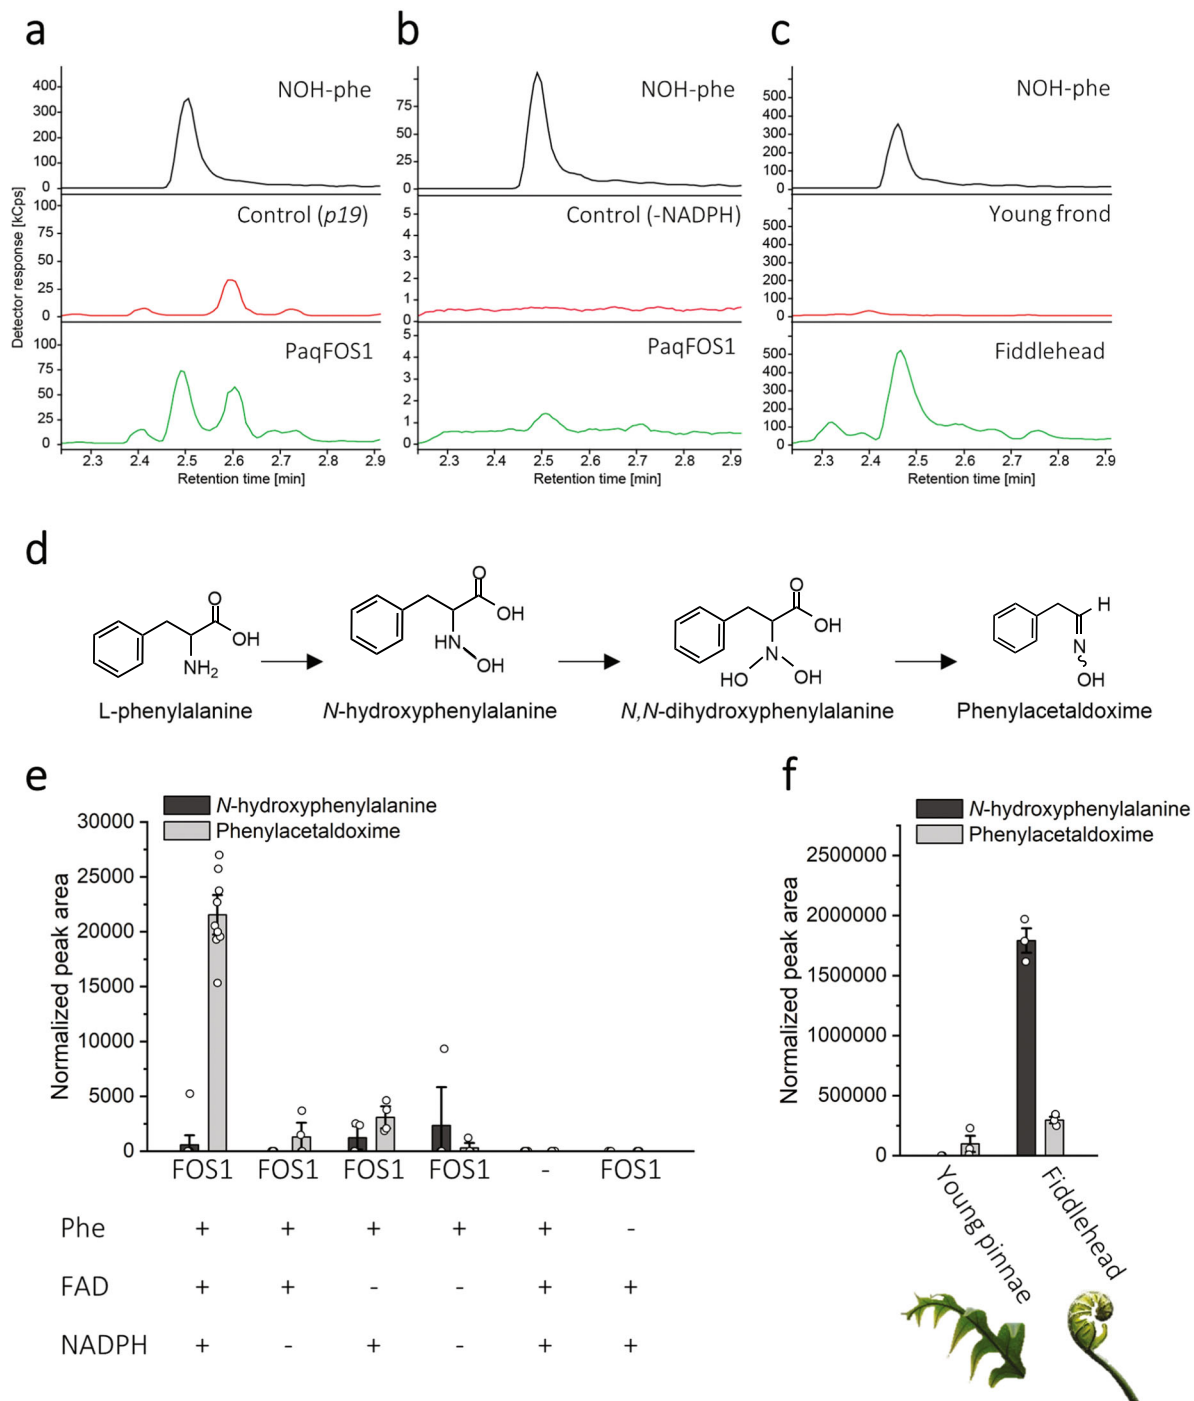 a
b
c
Detector response [kCps]
NOH-phe
400
300
200
100
0
Control (p19)
100
75
50
25
0
PaqFOS1
100
75
50
25
0
2.3 2.4 2.5 2.6 2.7 2.8 2.9
Retention time [min]
NOH-phe
75
50
25
0
Control (-NADPH)
5
4
3
2
1
0
PaqFOS1
5
4
3
2
1
0
2.3 2.4 2.5 2.6 2.7 2.8 2.9
Retention time [min]
NOH-phe
500
400
300
200
100
0
Young frond
500
400
300
200
100
0
Fiddlehead
500
400
300
200
100
0
2.3 2.4 2.5 2.6 2.7 2.8 2.9
Retention time [min]
d
O
OH
NH2
L-phenylalanine
O
OH
HN
OH
N-hydroxyphenylalanine
O
OH
N
HO OH
N,N-dihydroxyphenylalanine
H
N
OH
Phenylacetaldoxime
e
N-hydroxyphenylalanine
Phenylacetaldoxime
Normalized peak area
30000
25000
20000
15000
10000
5000
0
FOS1 FOS1 FOS1 FOS1 - FOS1
Phe + + + + + -
FAD + + - - + +
NADPH + - + - + +
f
N-hydroxyphenylalanine
Phenylacetaldoxime
Normalized peak area
2500000
2000000
1500000
1000000
500000
0
Young pinnae
Fiddlehead